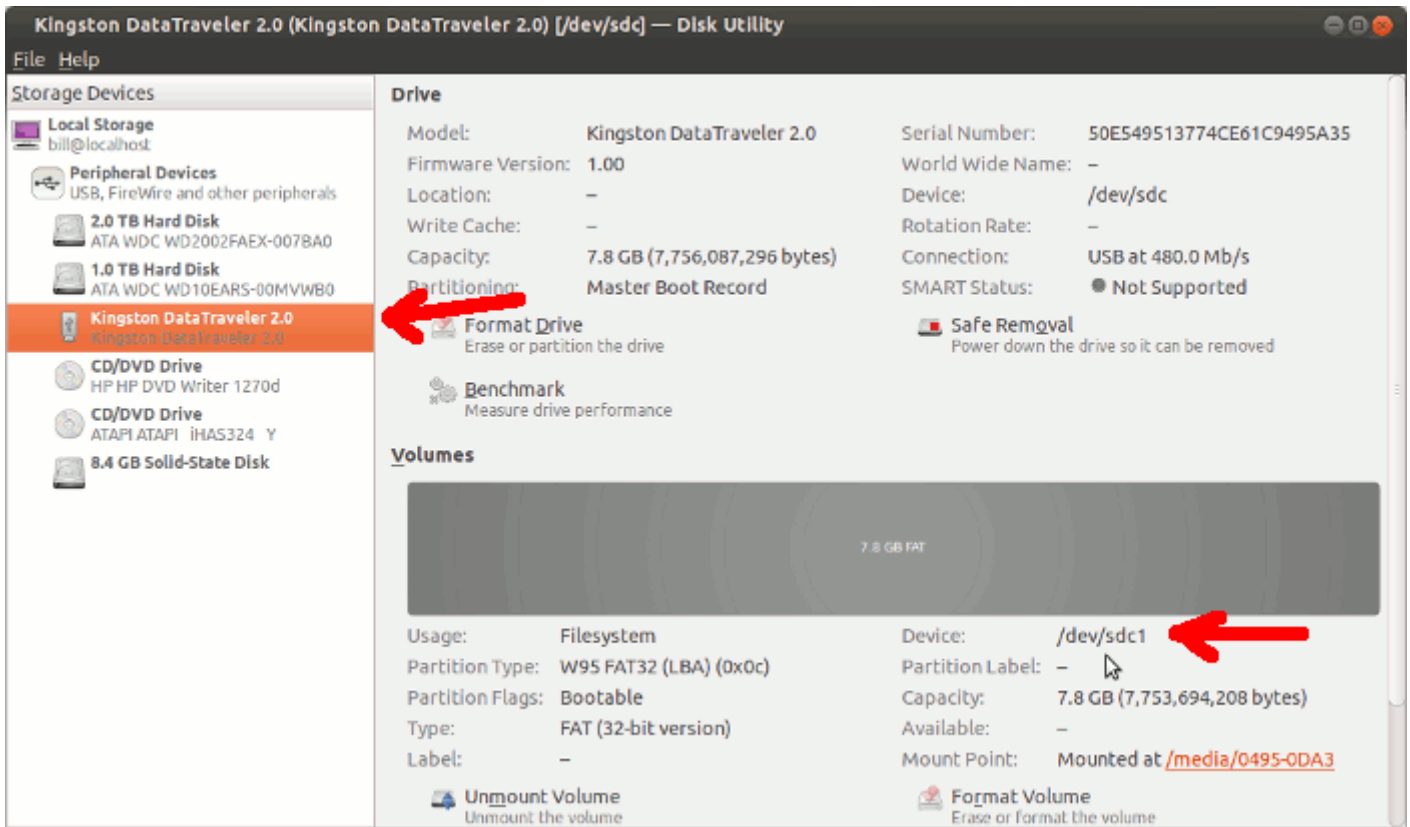 Kingston DataTraveler 2.0 (Kingston DataTraveler 2.0) [/dev/sdc] — Disk Utility
File Help
Storage Devices
Local Storage
bill@localhost
Peripheral Devices
USB, FireWire and other peripherals
2.0 TB Hard Disk
ATA WDC WD2002FAEX-007BA0
1.0 TB Hard Disk
ATA WDC WD10EARS-00MVWB0
Kingston DataTraveler 2.0
Kingston DataTraveler 2.0
CD/DVD Drive
HP HP DVD Writer 1270d
CD/DVD Drive
ATAPI ATAPI iHAS324 Y
8.4 GB Solid-State Disk
Drive
Model: Kingston DataTraveler 2.0 Serial Number: 50E549513774CE61C9495A35
Firmware Version: 1.00 World Wide Name: –
Location: – Device: /dev/sdc
Write Cache: – Rotation Rate: –
Capacity: 7.8 GB (7,756,087,296 bytes) Connection: USB at 480.0 Mb/s
Partitioning: Master Boot Record SMART Status: Not Supported
Format Drive Safe Removal
Erase or partition the drive Power down the drive so it can be removed
Benchmark
Measure drive performance
Volumes
7.8 GB FAT
Usage: Filesystem Device: /dev/sdc1
Partition Type: W95 FAT32 (LBA) (0x0c) Partition Label: –
Partition Flags: Bootable Capacity: 7.8 GB (7,753,694,208 bytes)
Type: FAT (32-bit version) Available: –
Label: – Mount Point: Mounted at /media/0495-0DA3
Unmount Volume Format Volume
Unmount the volume Erase or format the volume